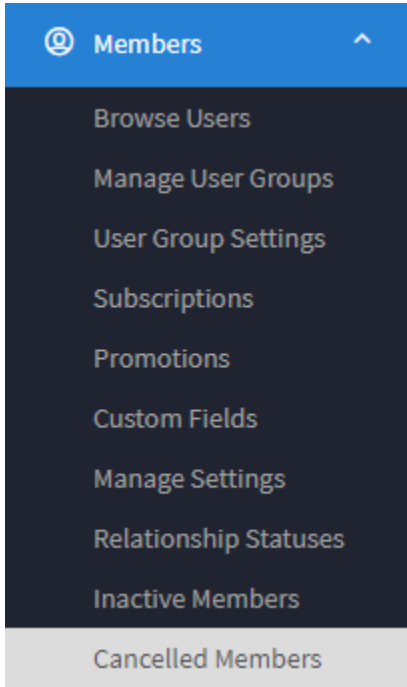 Members
Browse Users
Manage User Groups
User Group Settings
Subscriptions
Promotions
Custom Fields
Manage Settings
Relationship Statuses
Inactive Members
Cancelled Members